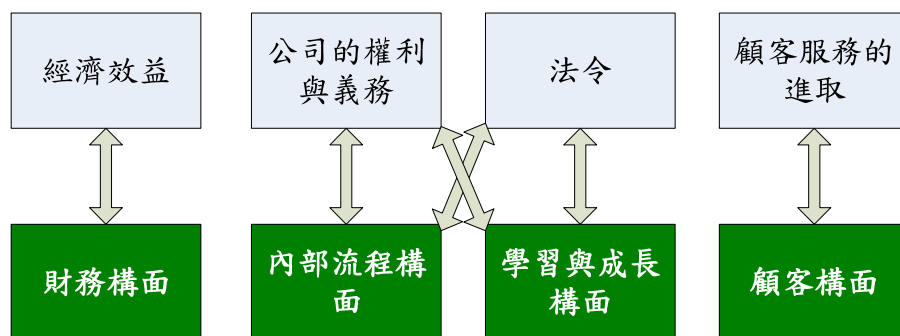 經濟效益
公司的權利
與義務
法令
顧客服務的
進取
財務構面
內部流程構
面
學習與成長
構面
顧客構面